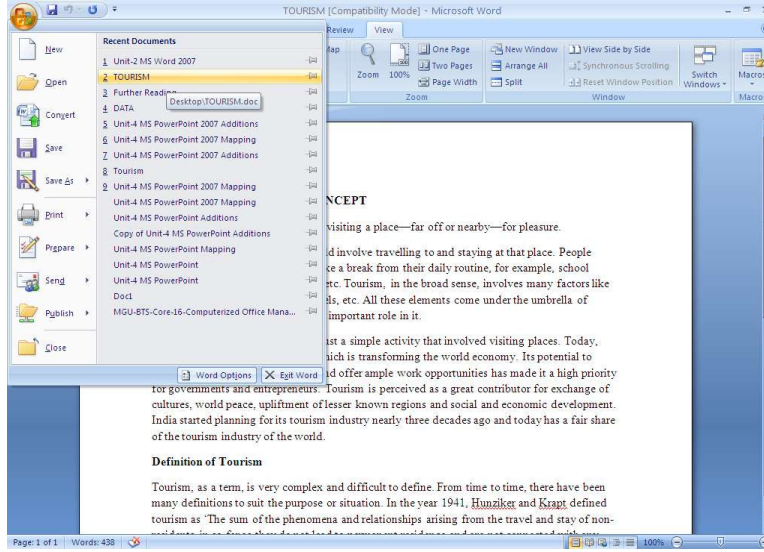 TOURISM [Compatibility Mode] - Microsoft Word
Review View
Map
Zoom
100%
One Page
Two Pages
Page Width
Zoom
New Window
Arrange All
Split
View Side by Side
Synchronous Scrolling
Reset Window Position
Window
Switch
Windows
Macros
Macros
New
Open
Convert
Save
Save As
Print
Prepare
Send
Publish
Close
Recent Documents
1 Unit-2 MS Word 2007
2 TOURISM
3 Further Reading
Desktop\TOURISM.doc
4 DATA
5 Unit-4 MS PowerPoint 2007 Additions
6 Unit-4 MS PowerPoint 2007 Mapping
7 Unit-4 MS PowerPoint 2007 Additions
8 Tourism
9 Unit-4 MS PowerPoint 2007 Mapping
Unit-4 MS PowerPoint 2007 Mapping
Unit-4 MS PowerPoint Additions
Copy of Unit-4 MS PowerPoint Additions
Unit-4 MS PowerPoint Mapping
Unit-4 MS PowerPoint
Unit-4 MS PowerPoint
Doc1
MGU-BTS-Core-16-Computerized Office Mana...
Word Options
Exit Word
NCEPT
visiting a place—far off or nearby—for pleasure.
d involve travelling to and staying at that place. People
ke a break from their daily routine, for example, school
etc. Tourism, in the broad sense, involves many factors like
els, etc. All these elements come under the umbrella of
important role in it.
ust a simple activity that involved visiting places. Today,
hich is transforming the world economy. Its potential to
nd offer ample work opportunities has made it a high priority
for governments and entrepreneurs. Tourism is perceived as a great contributor for exchange of
cultures, world peace, upliftment of lesser known regions and social and economic development.
India started planning for its tourism industry nearly three decades ago and today has a fair share
of the tourism industry of the world.
Definition of Tourism
Tourism, as a term, is very complex and difficult to define. From time to time, there have been
many definitions to suit the purpose or situation. In the year 1941, Hunziker and Krapt defined
tourism as ‘The sum of the phenomena and relationships arising from the travel and stay of non-
Page: 1 of 1 Words: 438
100%